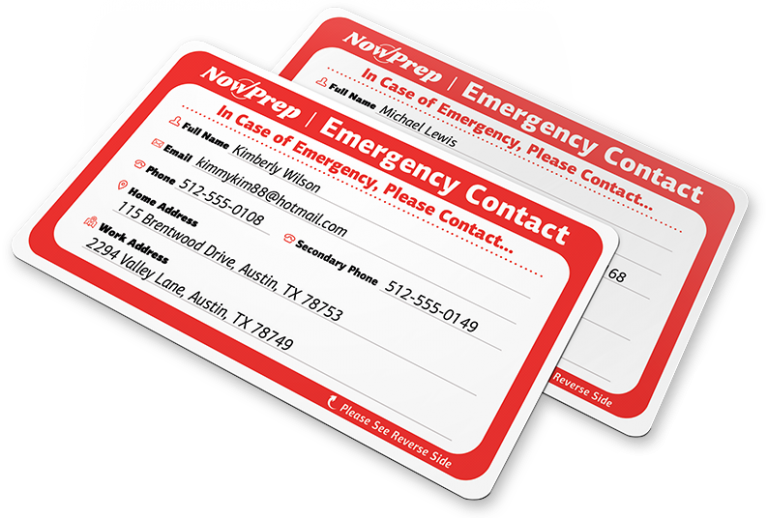 NowPrep | Emergency Contact
In Case of Emergency, Please Contact...
Full Name Kimberly Wilson
Email kimmykim88@hotmail.com
Phone 512-555-0108 Secondary Phone 512-555-0149
Home Address
115 Brentwood Drive, Austin, TX 78753
Work Address
2294 Valley Lane, Austin, TX 78749
Please See Reverse Side
NowPrep | Emergency Contact
In Case of Emergency, Please Contact...
Full Name Michael Lewis
68
Reverse Side